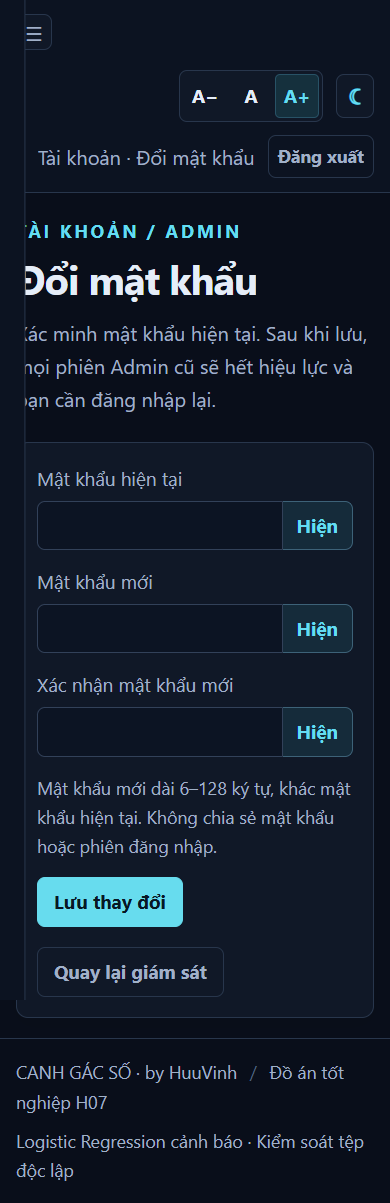 ☰
A− A A+ ☾
Tài khoản · Đổi mật khẩu Đăng xuất
TÀI KHOẢN / ADMIN
Đổi mật khẩu
Xác minh mật khẩu hiện tại. Sau khi lưu,
mọi phiên Admin cũ sẽ hết hiệu lực và
bạn cần đăng nhập lại.
Mật khẩu hiện tại
Hiện
Mật khẩu mới
Hiện
Xác nhận mật khẩu mới
Hiện
Mật khẩu mới dài 6–128 ký tự, khác mật
khẩu hiện tại. Không chia sẻ mật khẩu
hoặc phiên đăng nhập.
Lưu thay đổi
Quay lại giám sát
CANH GÁC SỐ · by HuuVinh / Đồ án tốt
nghiệp H07
Logistic Regression cảnh báo · Kiểm soát tệp
độc lập